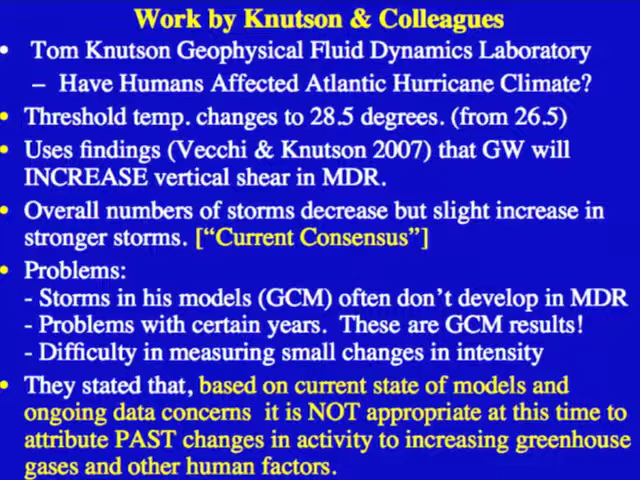 Work by Knutson & Colleagues
• Tom Knutson Geophysical Fluid Dynamics Laboratory
– Have Humans Affected Atlantic Hurricane Climate?
• Threshold temp. changes to 28.5 degrees. (from 26.5)
• Uses findings (Vecchi & Knutson 2007) that GW will
INCREASE vertical shear in MDR.
• Overall numbers of storms decrease but slight increase in
stronger storms. [“Current Consensus”]
• Problems:
- Storms in his models (GCM) often don’t develop in MDR
- Problems with certain years. These are GCM results!
- Difficulty in measuring small changes in intensity
• They stated that, based on current state of models and
ongoing data concerns it is NOT appropriate at this time to
attribute PAST changes in activity to increasing greenhouse
gases and other human factors.